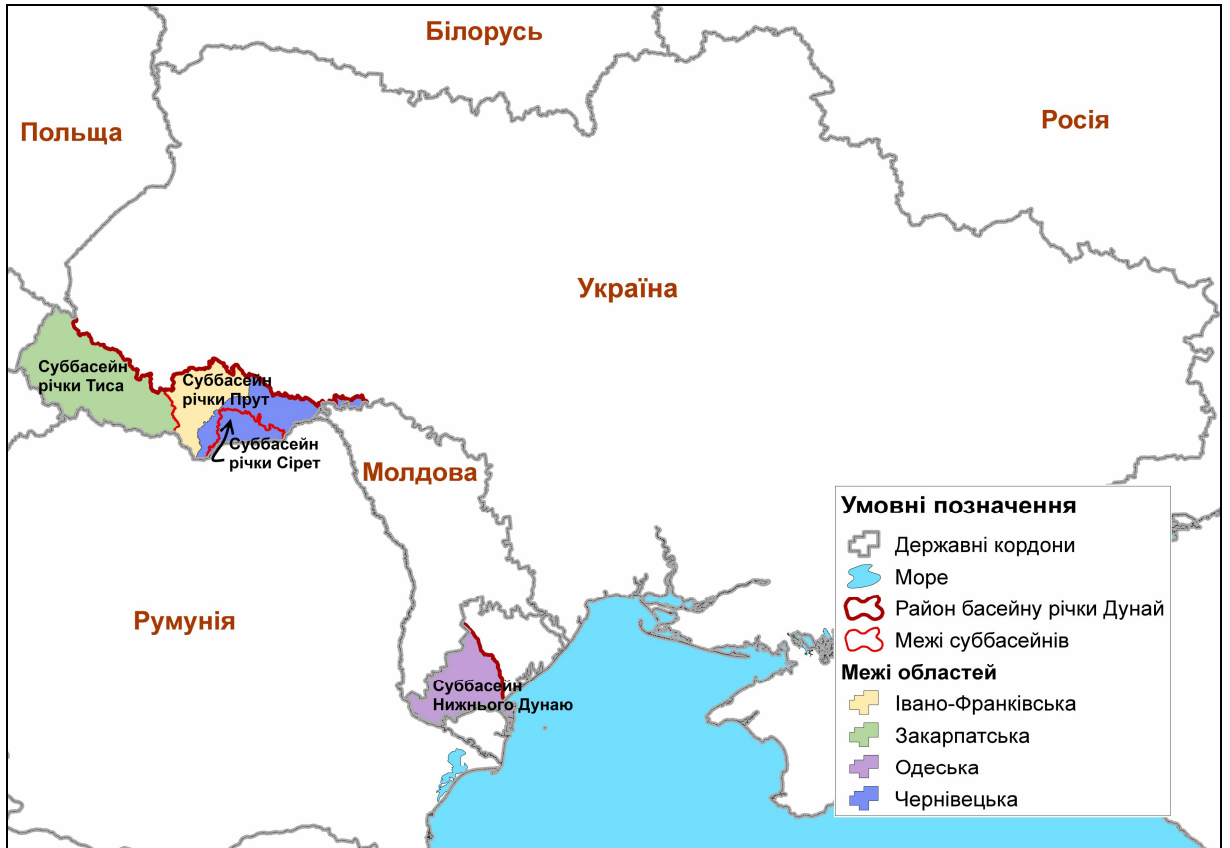 Білорусь
Польща
Росія
Україна
Суббасейн
річки Тиса
Суббасейн
річки Прут
Суббасейн
річки Сірет
Молдова
Румунія
Суббасейн
Нижнього Дунаю
Умовні позначення
Державні кордони
Море
Район басейну річки Дунай
Межі суббасейнів
Межі областей
Івано-Франківська
Закарпатська
Одеська
Чернівецька